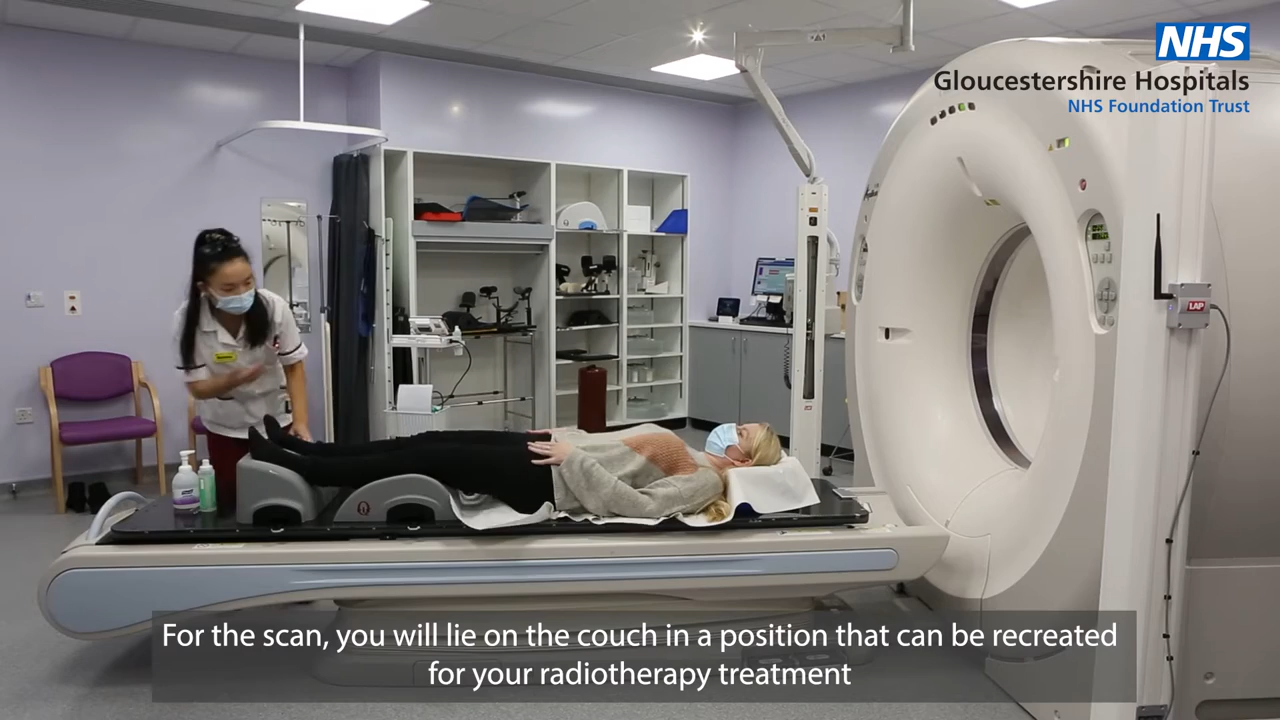 NHS
Gloucestershire Hospitals
NHS Foundation Trust
LAP
For the scan, you will lie on the couch in a position that can be recreated
for your radiotherapy treatment